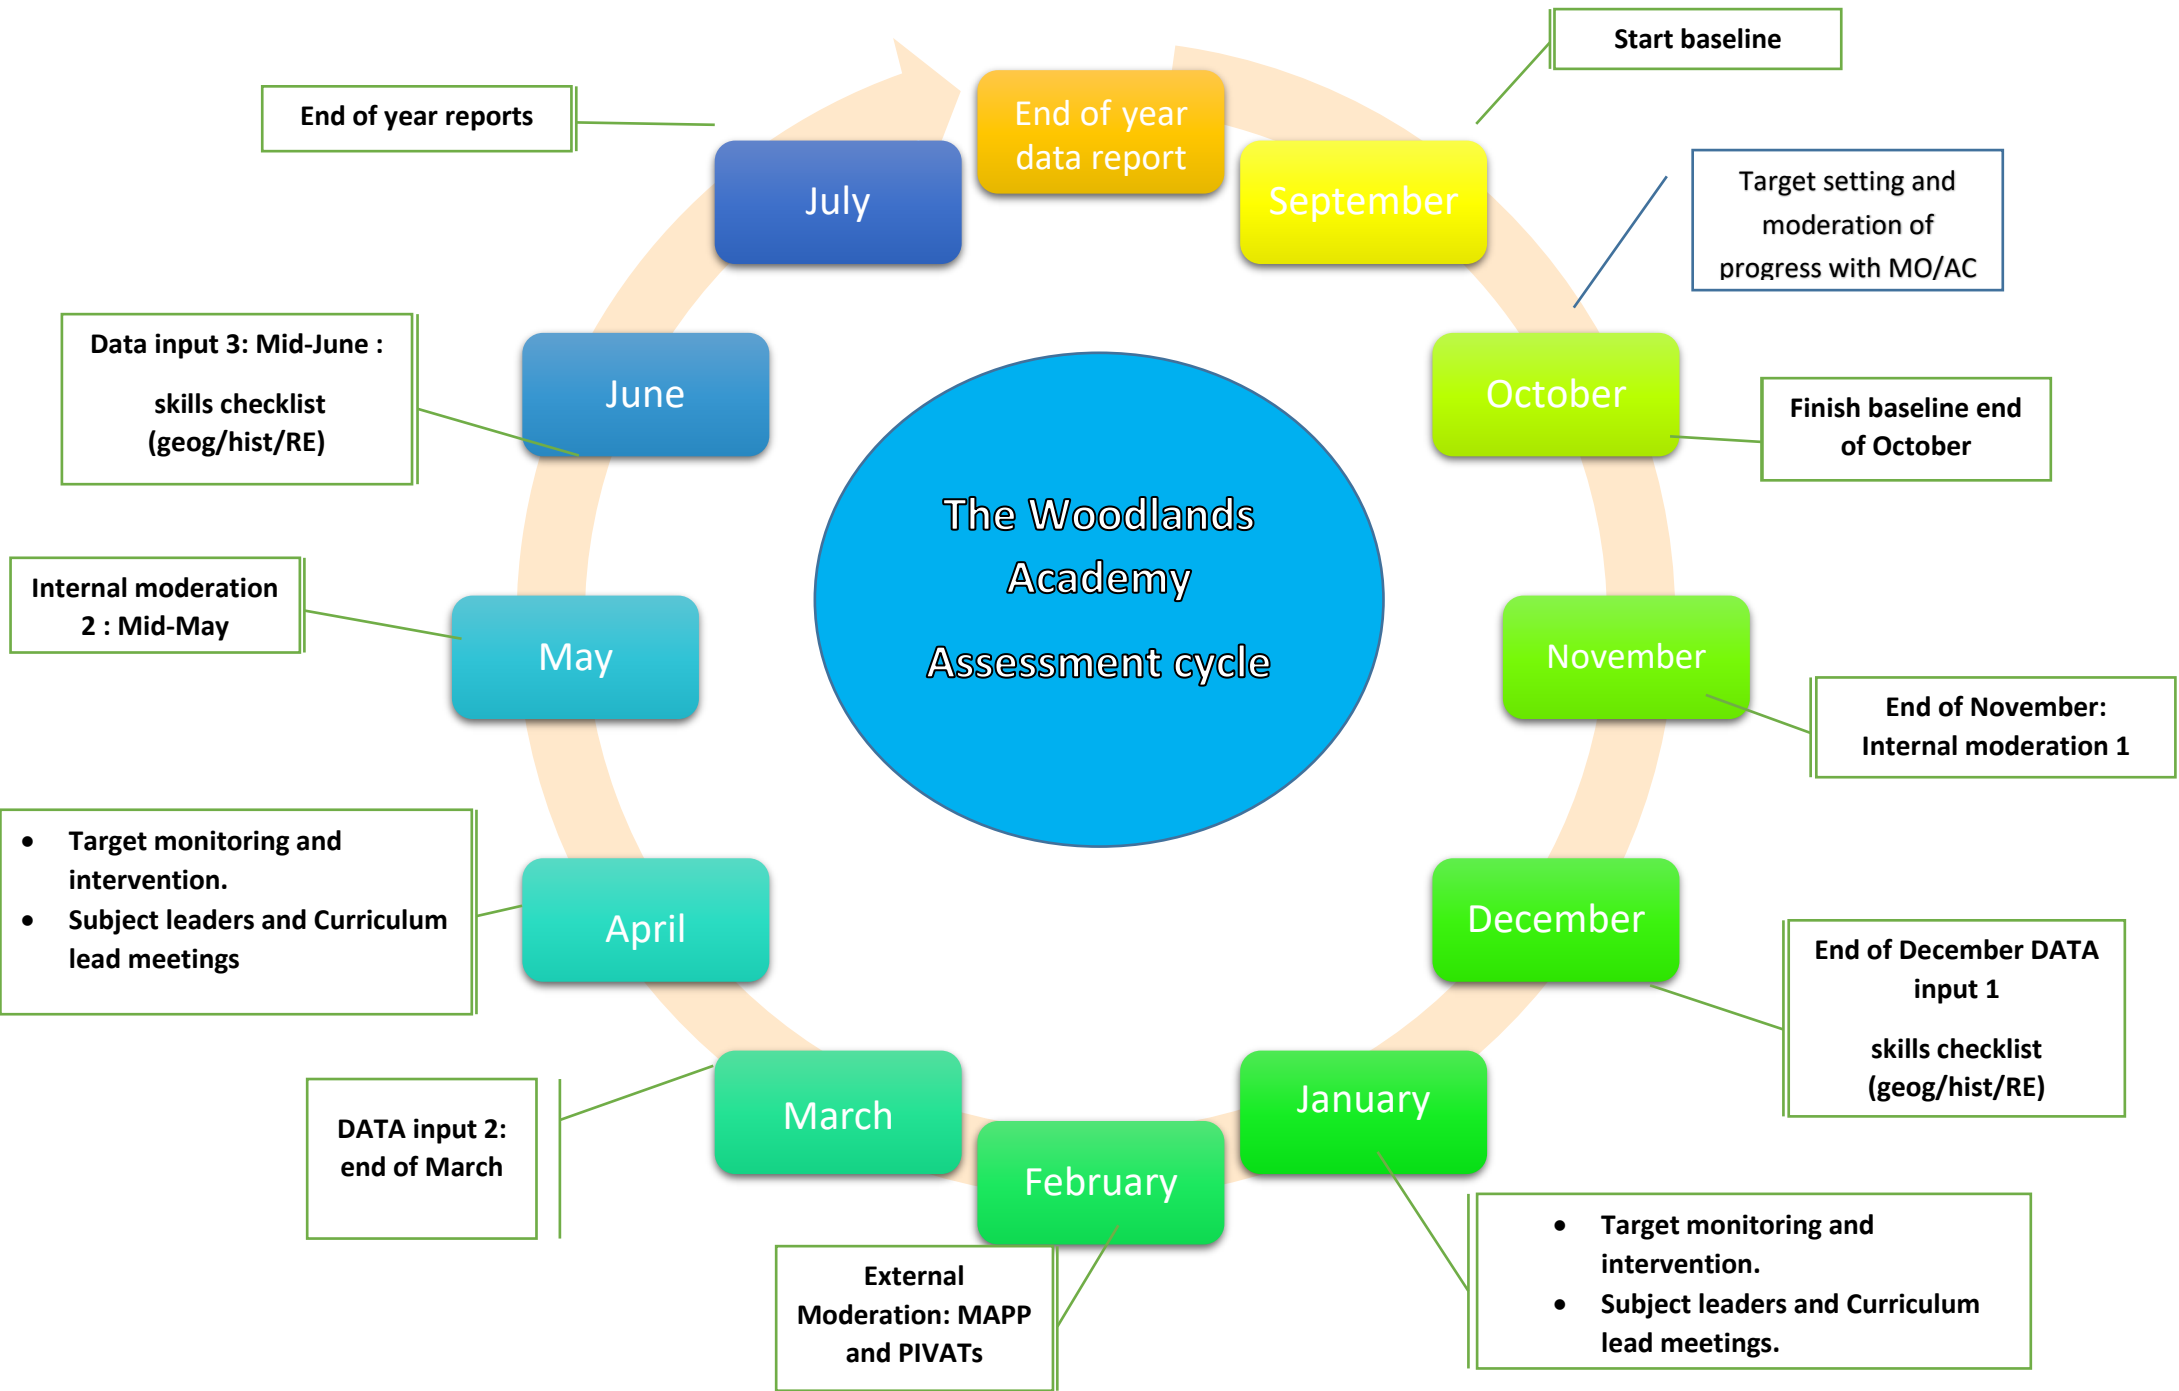 Start baseline
End of year reports
End of year
data report
July
September
Target setting and
moderation of
progress with MO/AC
Data input 3: Mid-June :
skills checklist
(geog/hist/RE)
June
October
Finish baseline end
of October
The Woodlands
Academy
Assessment cycle
Internal moderation
2 : Mid-May
May
November
End of November:
Internal moderation 1
• Target monitoring and
intervention.
• Subject leaders and Curriculum
lead meetings
April
December
End of December DATA
input 1
skills checklist
(geog/hist/RE)
DATA input 2:
end of March
March
February
January
External
Moderation: MAPP
and PIVATs
• Target monitoring and
intervention.
• Subject leaders and Curriculum
lead meetings.